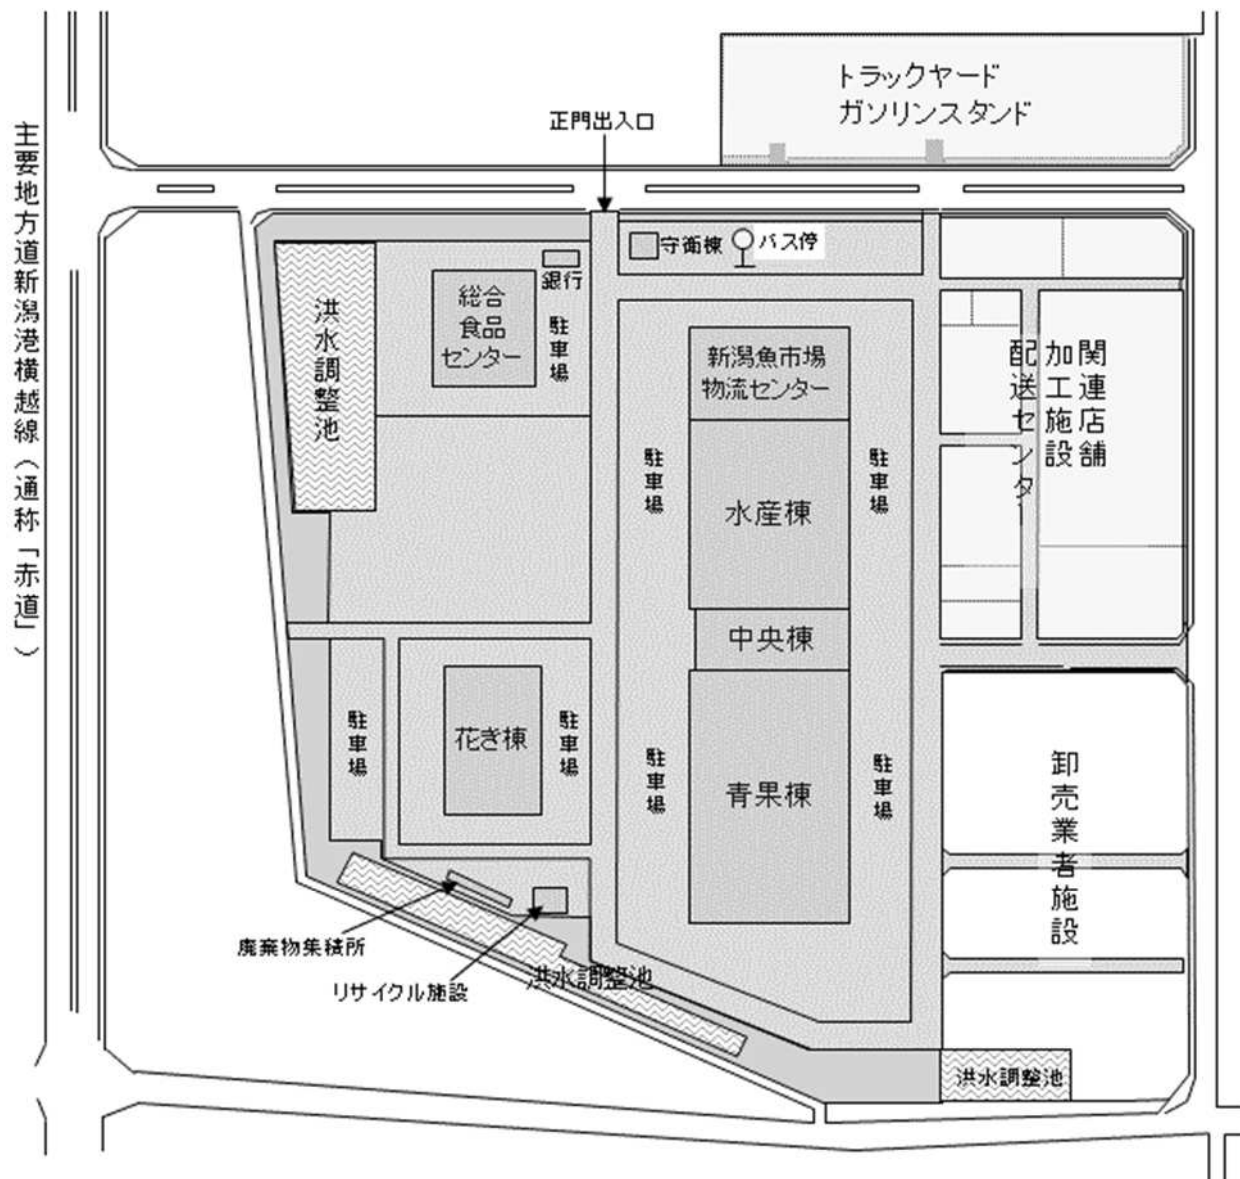 トラックヤード
ガソリンスタンド
正門出入口
主要地方道新潟港横越線（通称「赤道」）
守衛棟
バス停
銀行
総合
食品
センター
駐車場
洪水調整池
新潟魚市場
物流センター
関連店舗
加工施設
配送センタ
駐車場
駐車場
水産棟
中央棟
駐車場
花き棟
駐車場
駐車場
青果棟
駐車場
卸売業者施設
廃棄物集積所
リサイクル施設
洪水調整池
洪水調整池